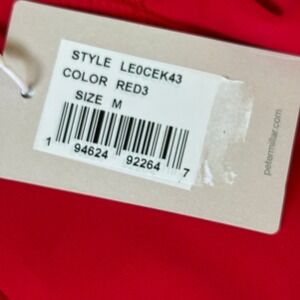 STYLE LE0CEK43
COLOR RED3
SIZE M
1 94624 92264 7
petermillar.com